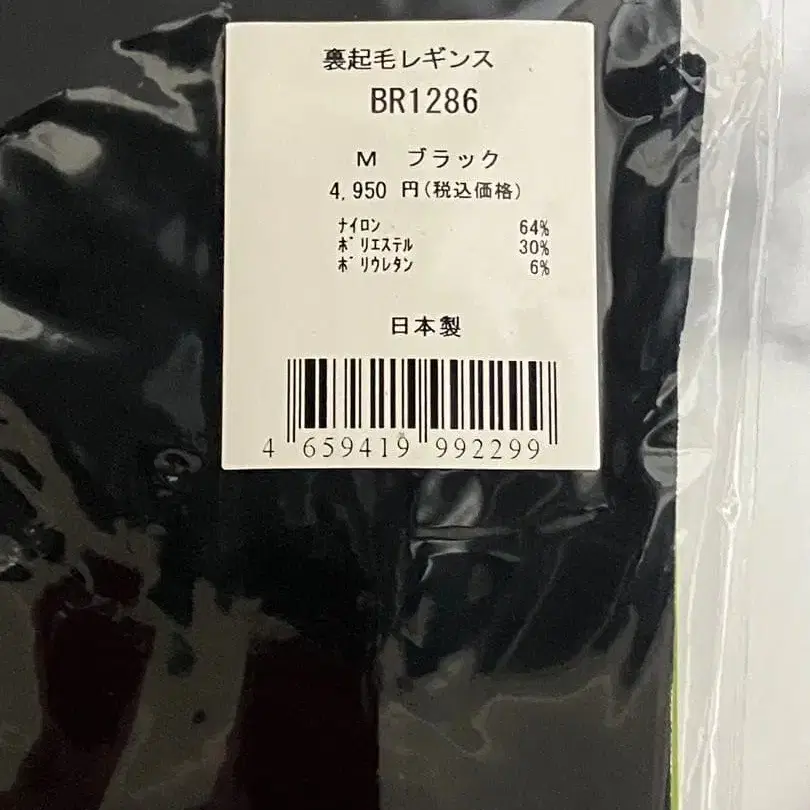 裏起毛レギンス
BR1286
M ブラック
4,950 円(税込価格)
ナイロン 64%
ポリエステル 30%
ポリウレタン 6%
日本製
4 659419 992299